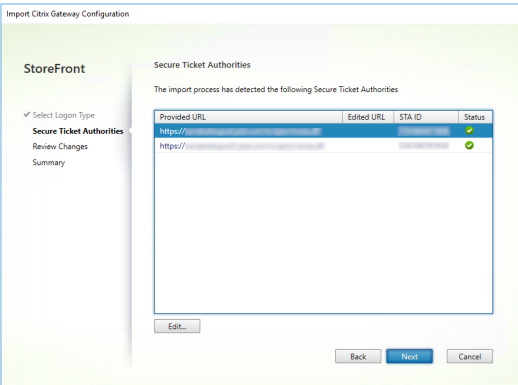 Import Citrix Gateway Configuration
StoreFront
✓ Select Logon Type
Secure Ticket Authorities
Review Changes
Summary
Secure Ticket Authorities
The import process has detected the following Secure Ticket Authorities
Provided URL Edited URL STA ID Status
https://
https://
Edit...
Back Next Cancel